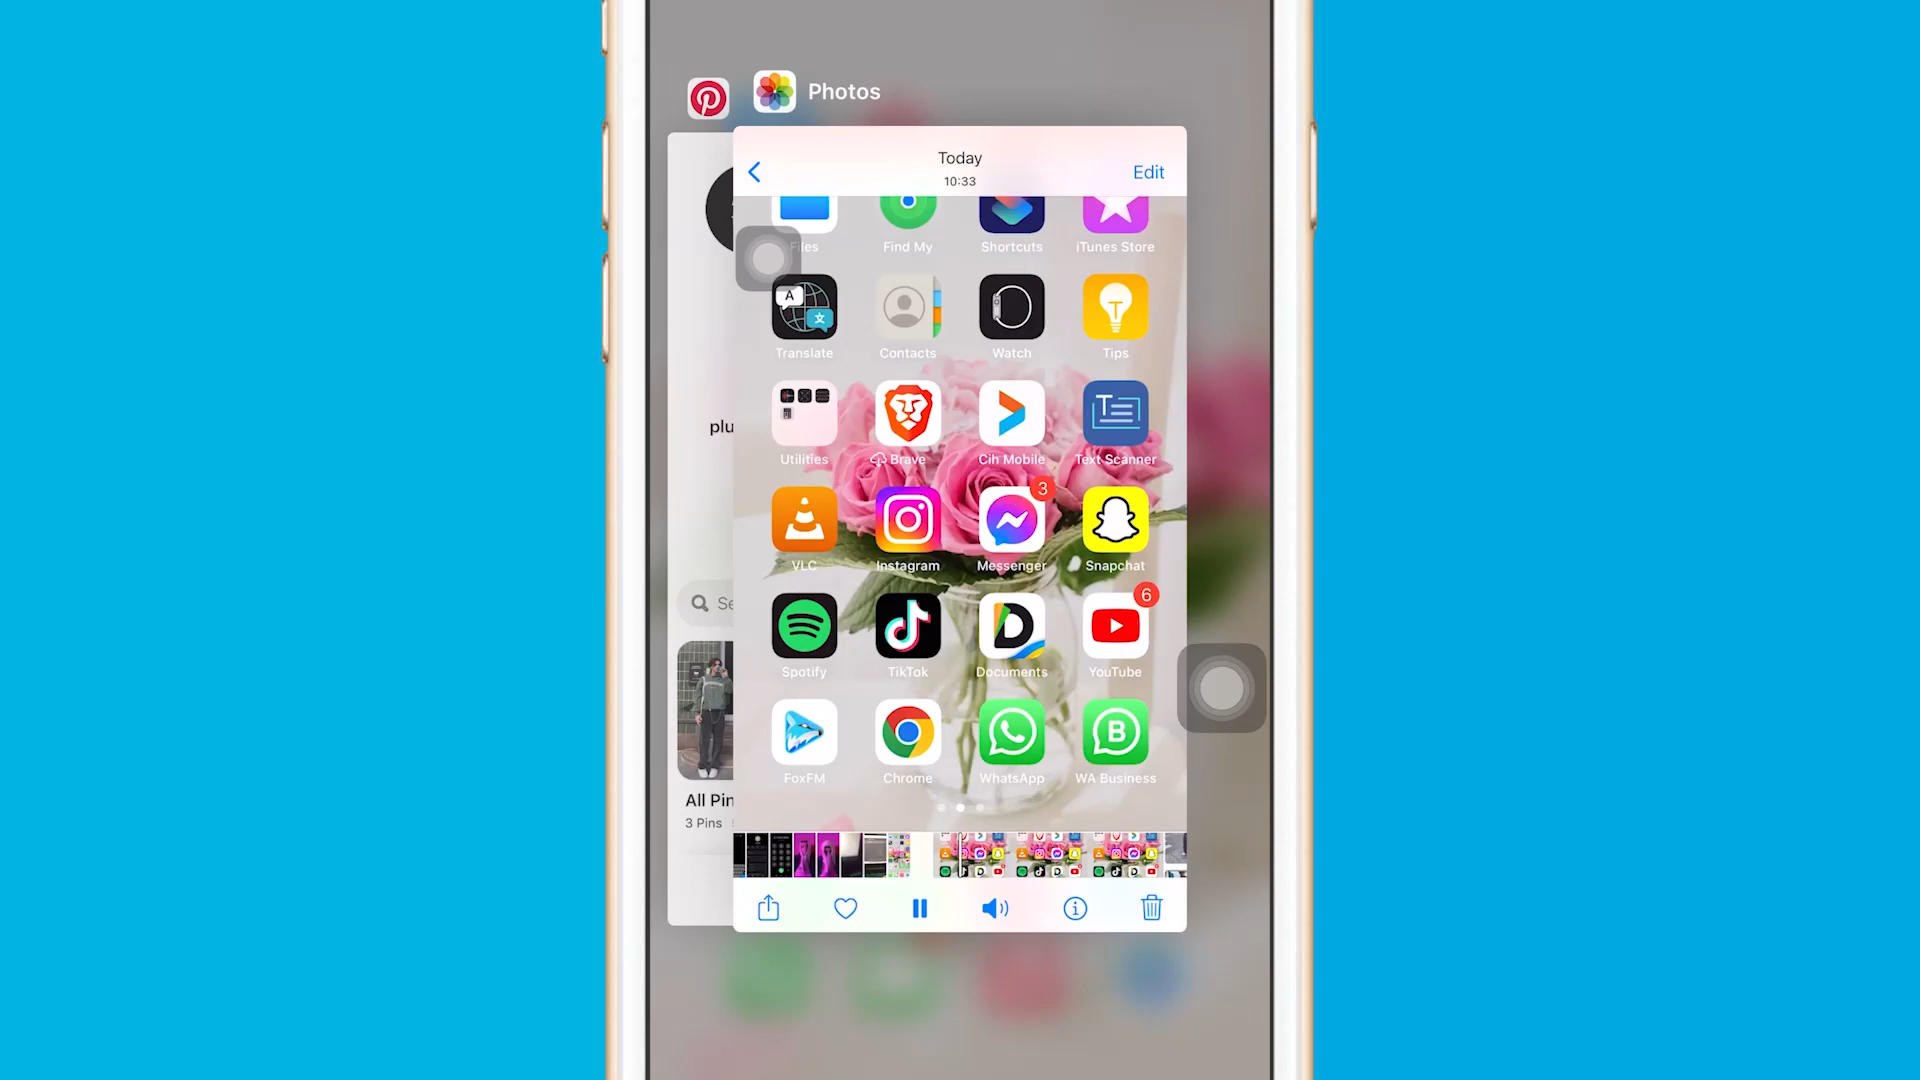 Photos
Today
10:33
Edit
Files
Find My
Shortcuts
iTunes Store
Translate
Contacts
Watch
Tips
plu
Utilities
Brave
Cih Mobile
Text Scanner
3
VLC
Instagram
Messenger
Snapchat
Se
6
Spotify
TikTok
Documents
YouTube
FoxFM
Chrome
WhatsApp
WA Business
All Pin
3 Pins